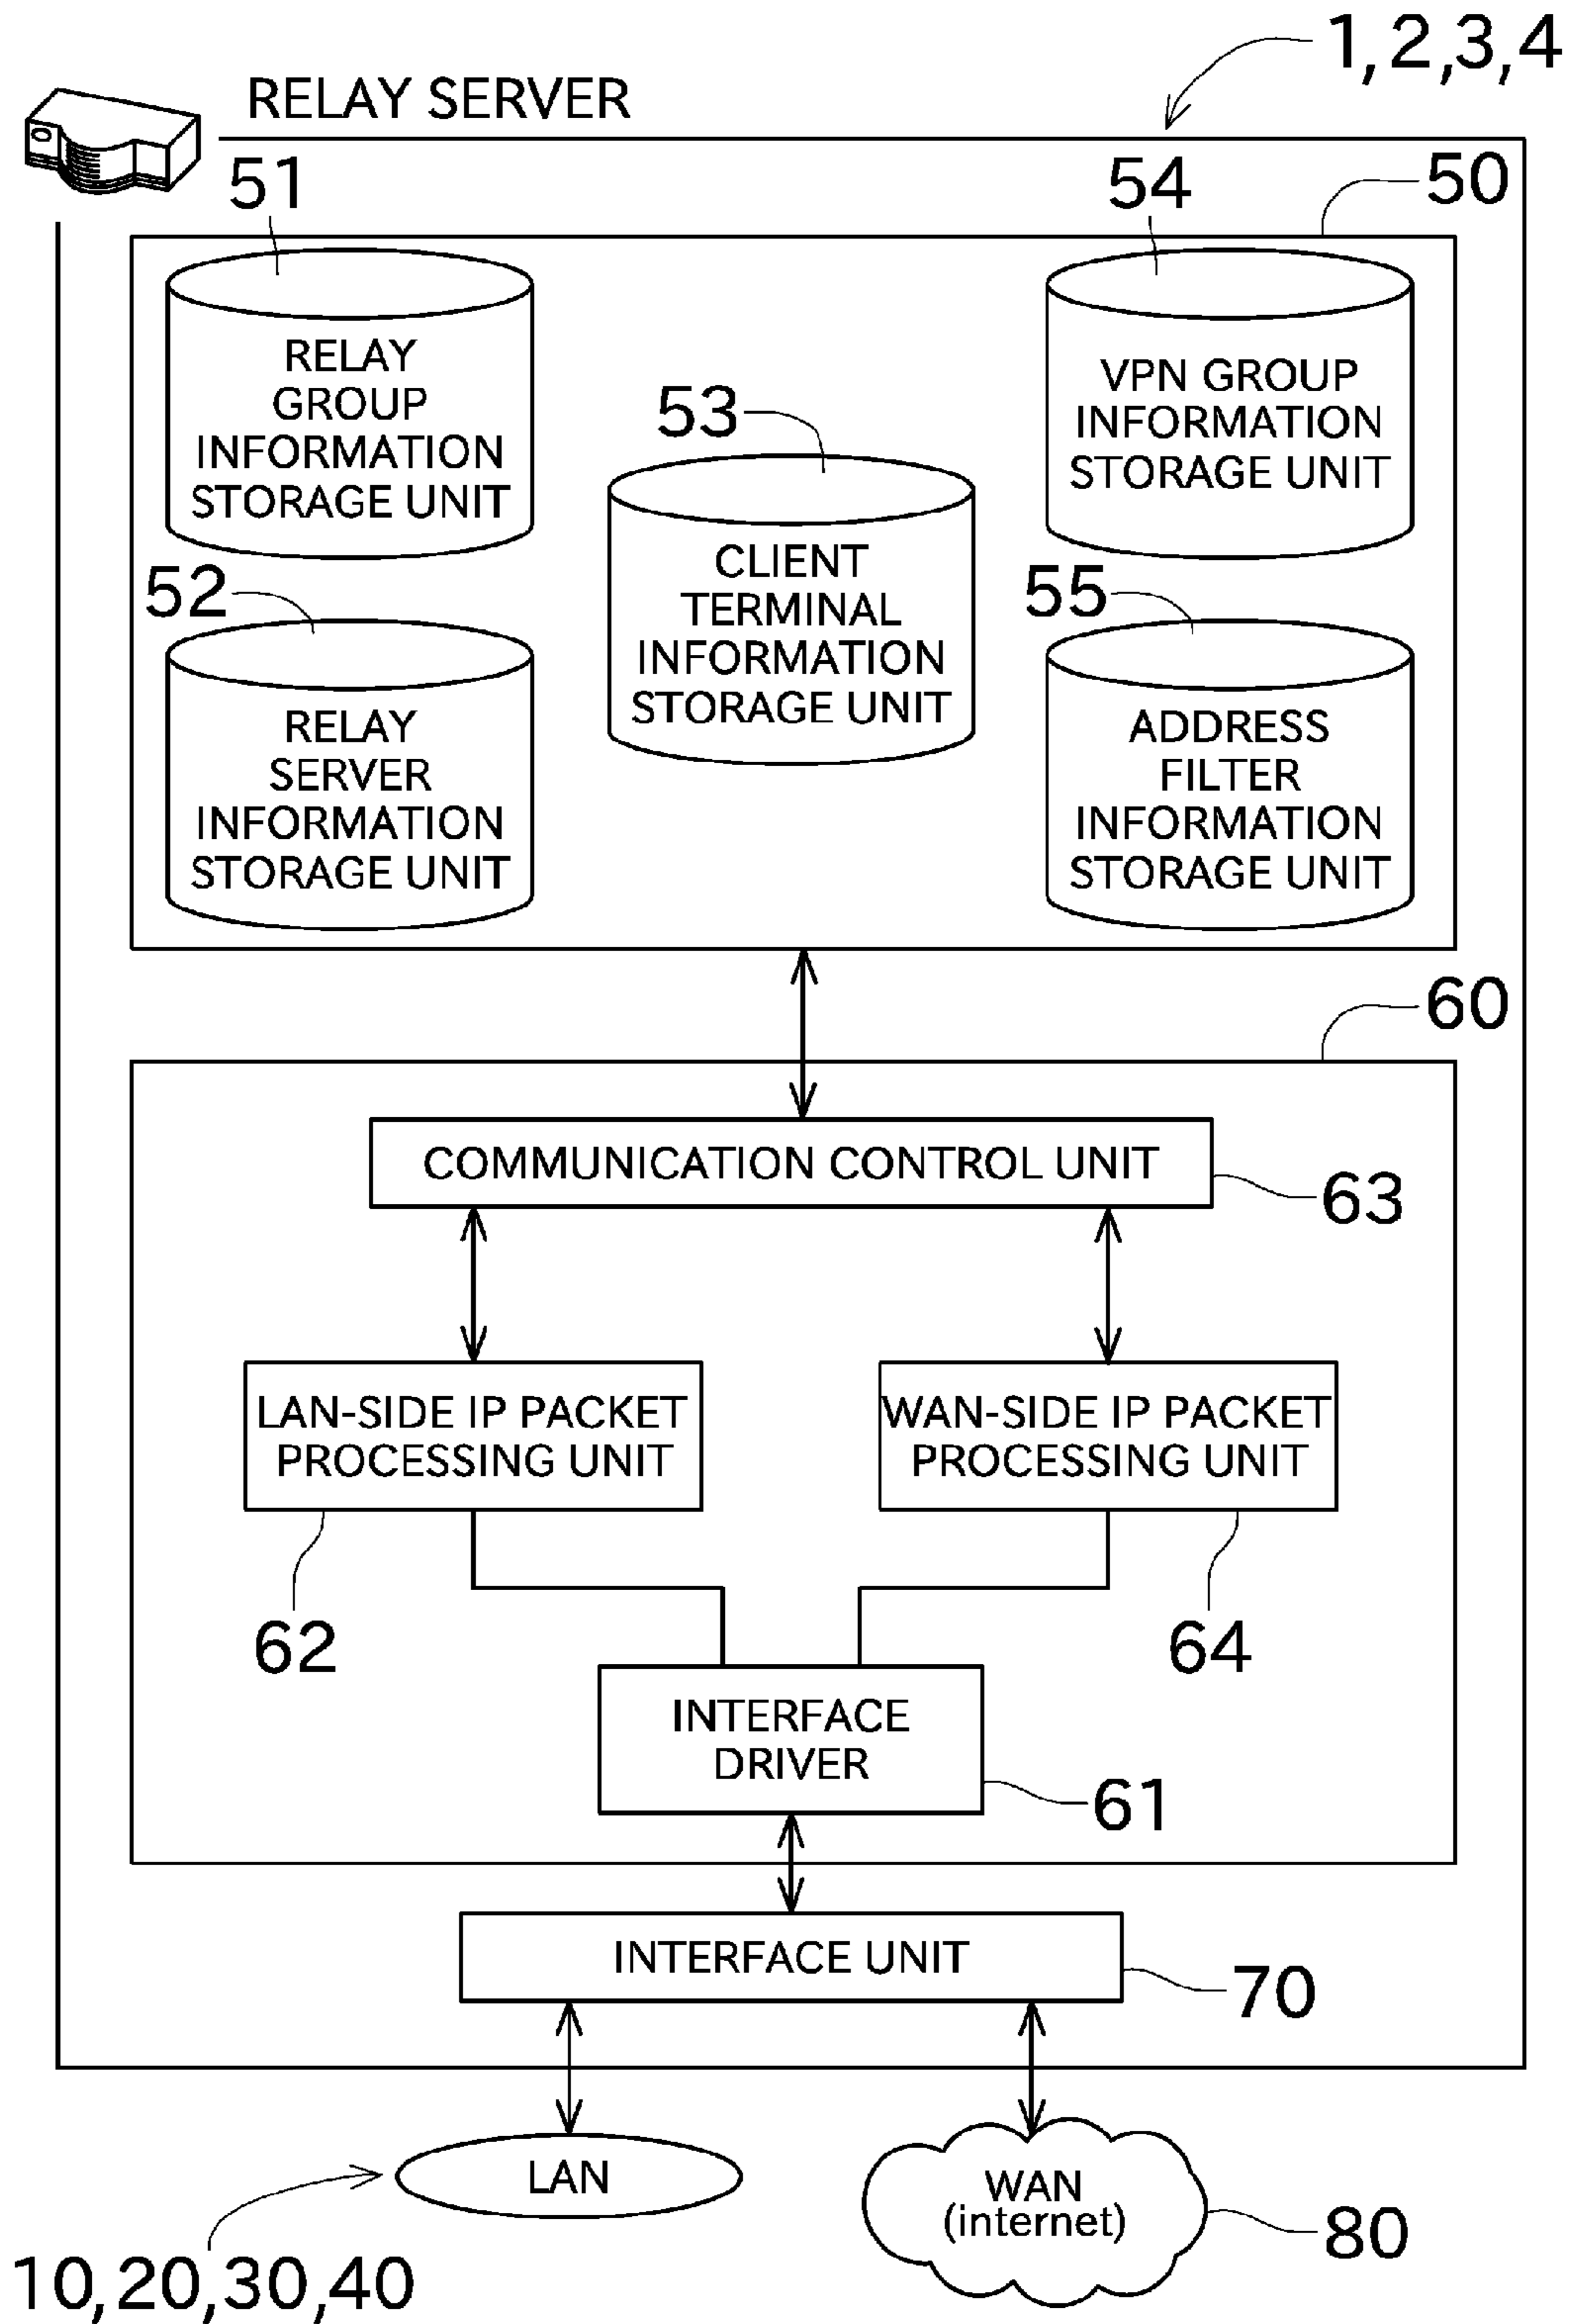 1,2,3,4
RELAY SERVER
51
54
50
RELAY
GROUP
INFORMATION
STORAGE UNIT
53
VPN GROUP
INFORMATION
STORAGE UNIT
52
CLIENT
TERMINAL
INFORMATION
STORAGE UNIT
55
RELAY
SERVER
INFORMATION
STORAGE UNIT
ADDRESS
FILTER
INFORMATION
STORAGE UNIT
60
COMMUNICATION CONTROL UNIT
63
LAN-SIDE IP PACKET
PROCESSING UNIT
WAN-SIDE IP PACKET
PROCESSING UNIT
62
64
INTERFACE
DRIVER
61
INTERFACE UNIT
70
LAN
WAN
(internet)
80
10,20,30,40